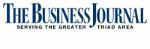 THE BUSINESS JOURNAL
SERVING THE GREATER TRIAD AREA